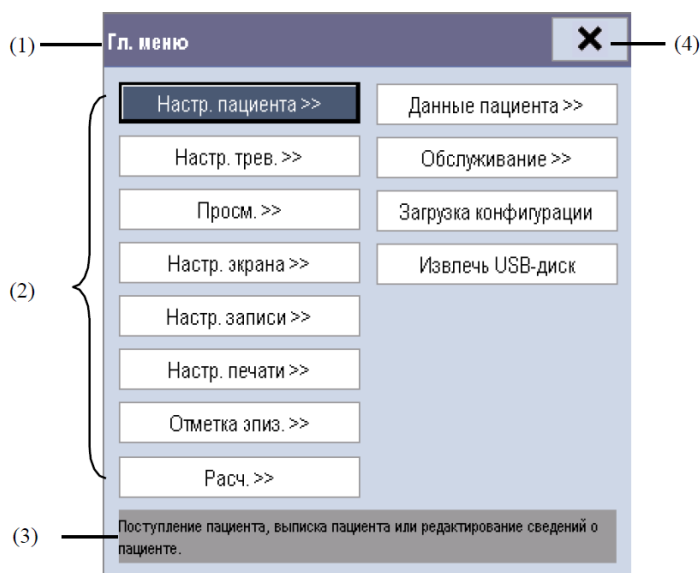 (1)
Гл. меню
(4)
Настр. пациента >>
Данные пациента >>
Настр. трев. >>
Обслуживание >>
Просм. >>
Загрузка конфигурации
Настр. экрана >>
Извлечь USB-диск
(2)
Настр. записи >>
Настр. печати >>
Отметка эпиз. >>
Расч. >>
(3)
Поступление пациента, выписка пациента или редактирование сведений о
пациенте.